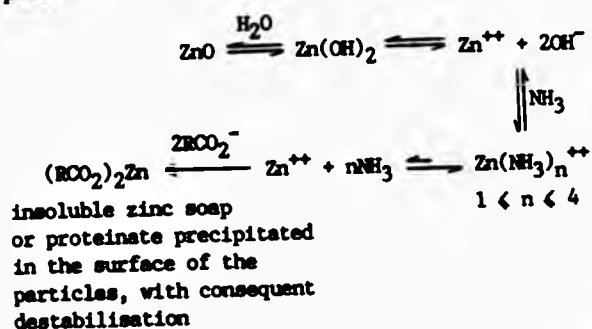 H₂O
ZnO ⇌ Zn(OH)₂ ⇌ Zn⁺⁺ + 2OH⁻
NH₃
2RCO₂⁻
(RCO₂)₂Zn ← Zn⁺⁺ + nNH₃ ⇌ Zn(NH₃)ₙ⁺⁺
1 ⩽ n ⩽ 4
insoluble zinc soap
or proteinate precipitated
in the surface of the
particles, with consequent
destabilisation